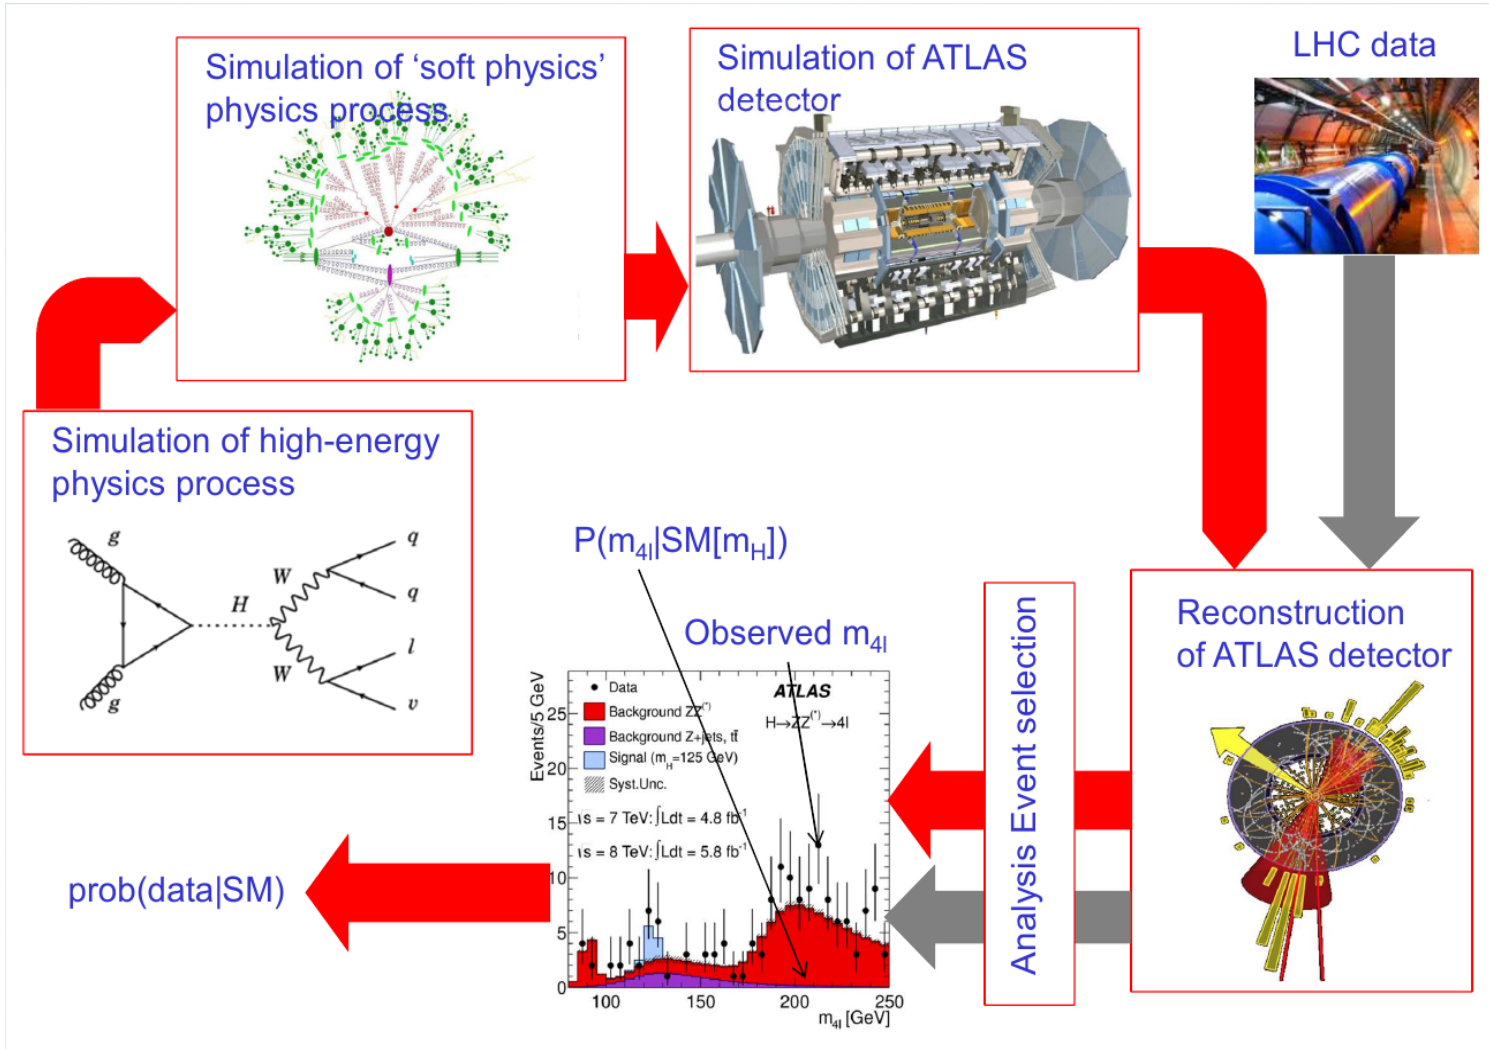 Simulation of ‘soft physics’
physics process
Simulation of ATLAS
detector
LHC data
Simulation of high-energy
physics process
g
g
H
W
W
q
q
l
ν
P(m4l|SM[mH])
Observed m4l
Events/5 GeV
25
20
15
10
5
0
100
150
200
250
m4l [GeV]
Data
Background ZZ(*)
Background Z+jets, tt̄
Signal (mH=125 GeV)
Syst.Unc.
√s = 7 TeV: ∫Ldt = 4.8 fb-1
√s = 8 TeV: ∫Ldt = 5.8 fb-1
ATLAS
H→ZZ(*)→4l
Analysis Event selection
Reconstruction
of ATLAS detector
prob(data|SM)